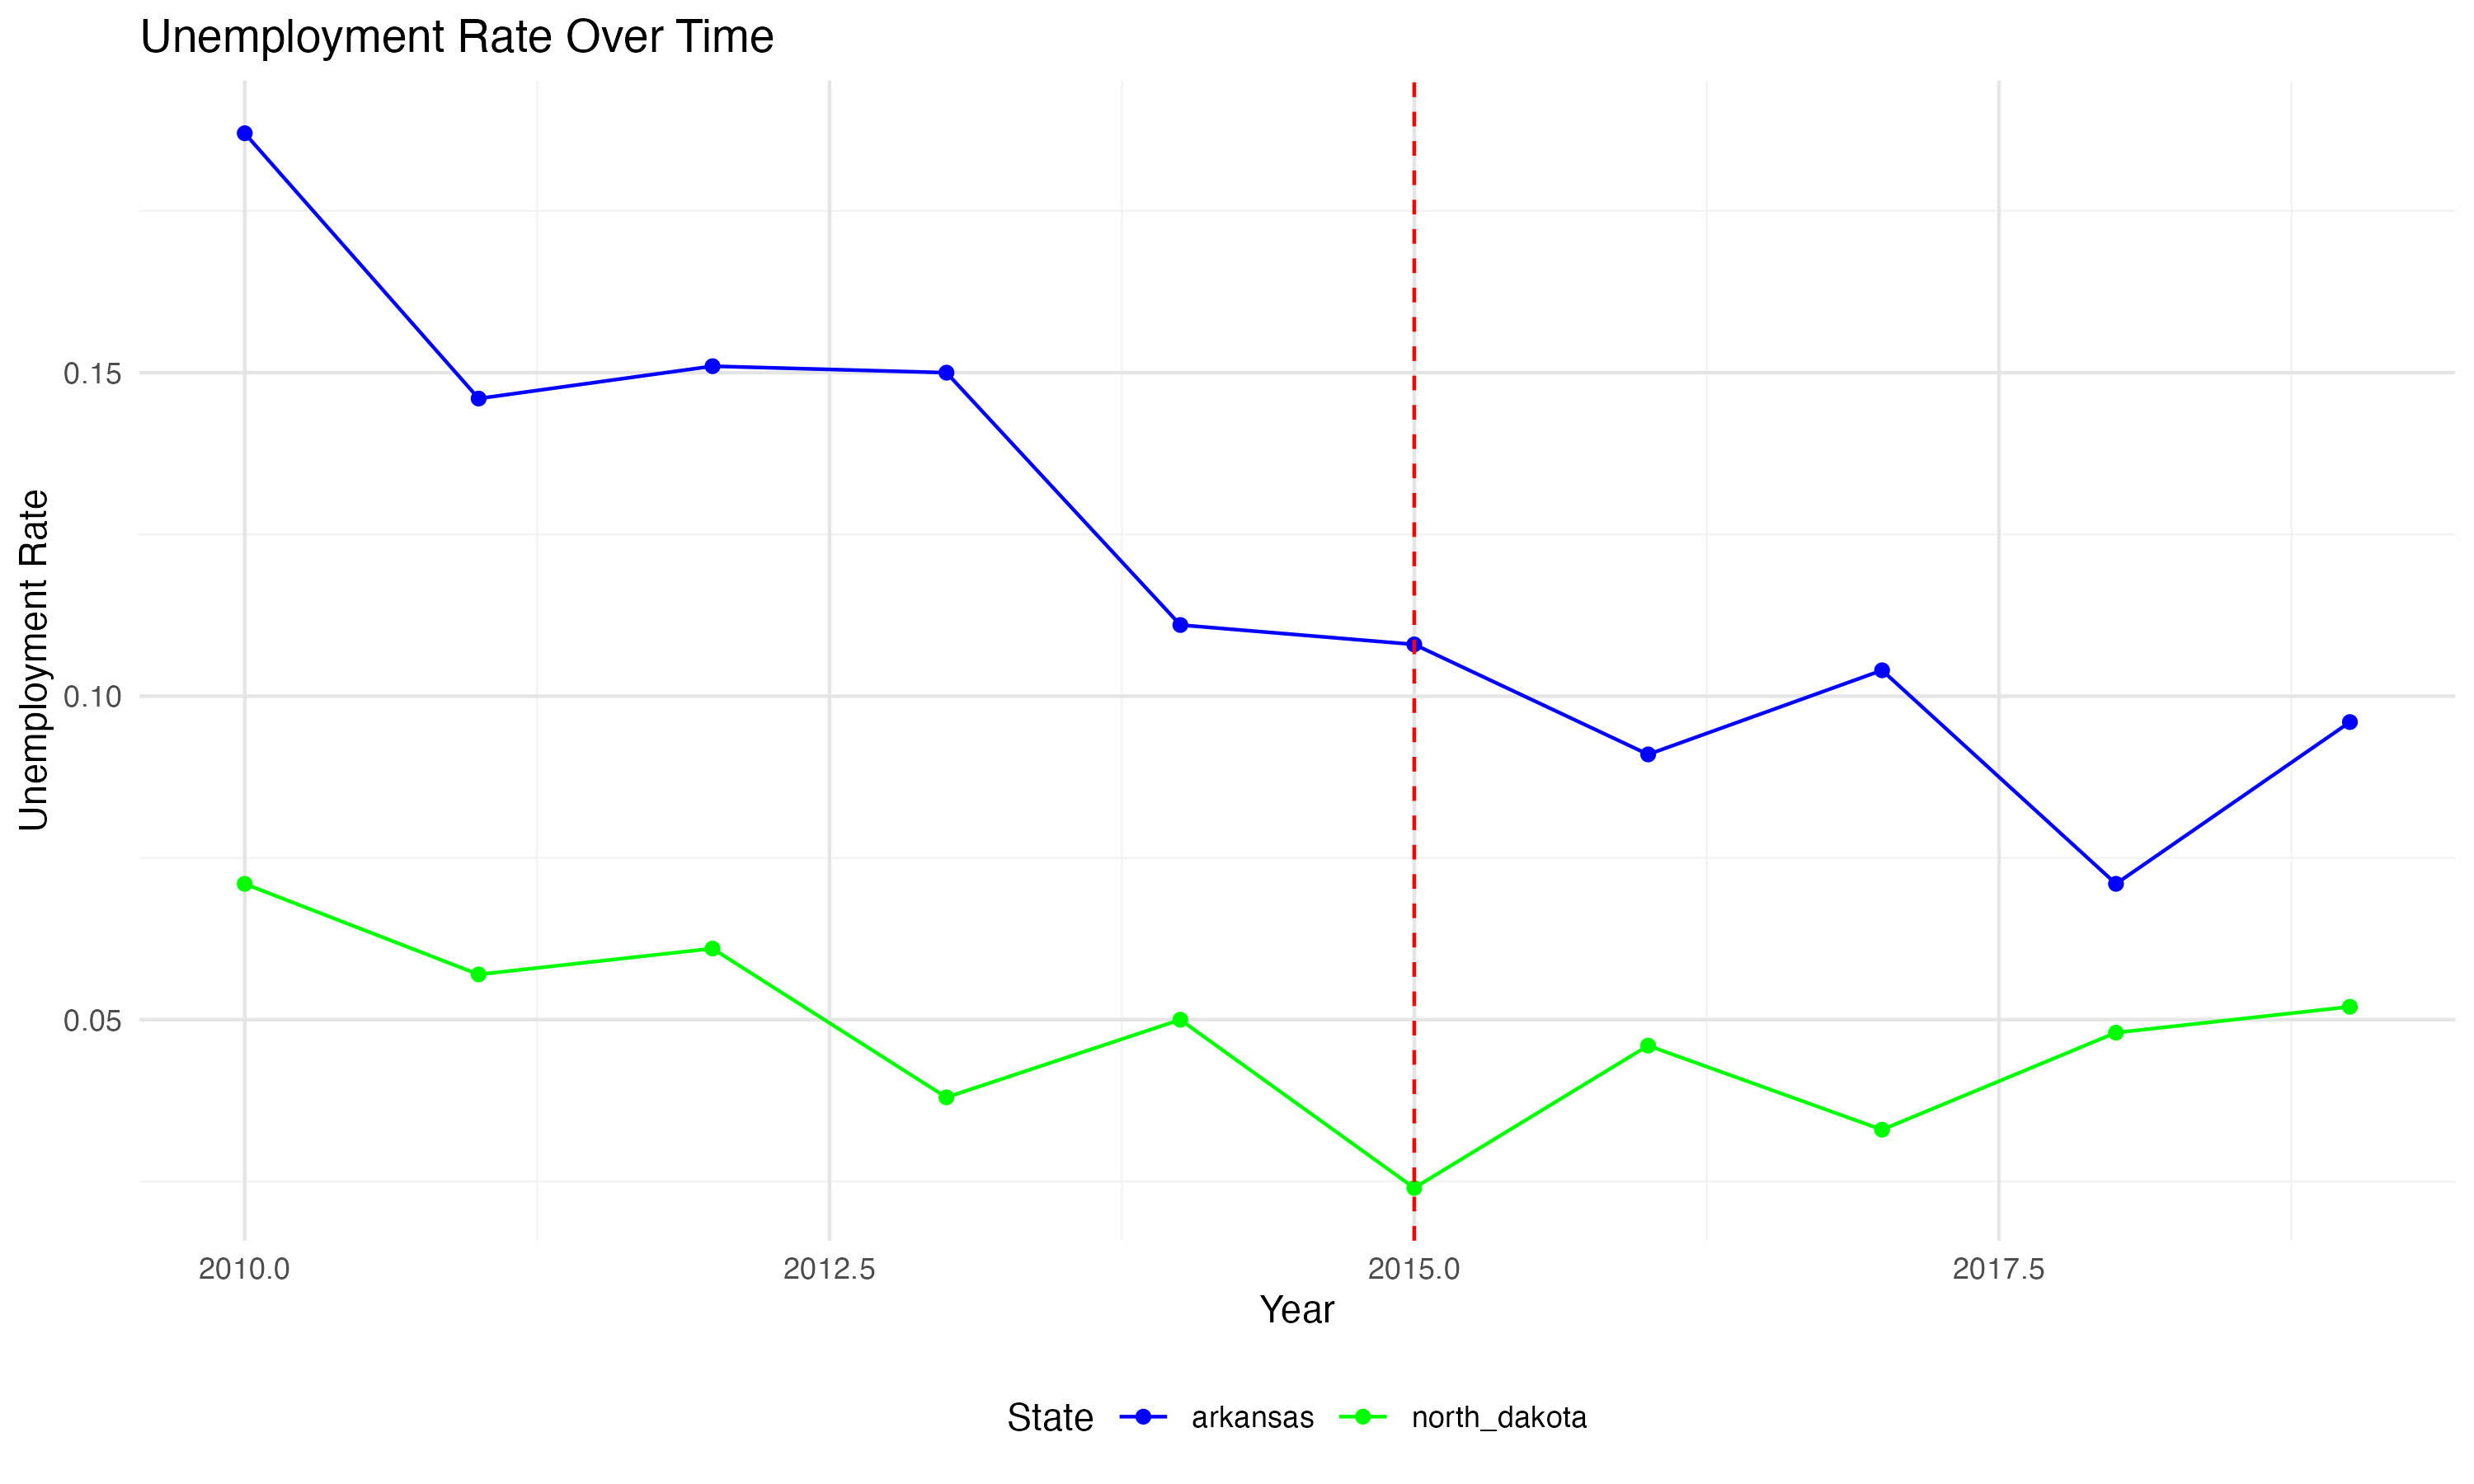 Unemployment Rate Over Time
Unemployment Rate
0.15
0.10
0.05
2010.0 2012.5 2015.0 2017.5
Year
State arkansas north_dakota